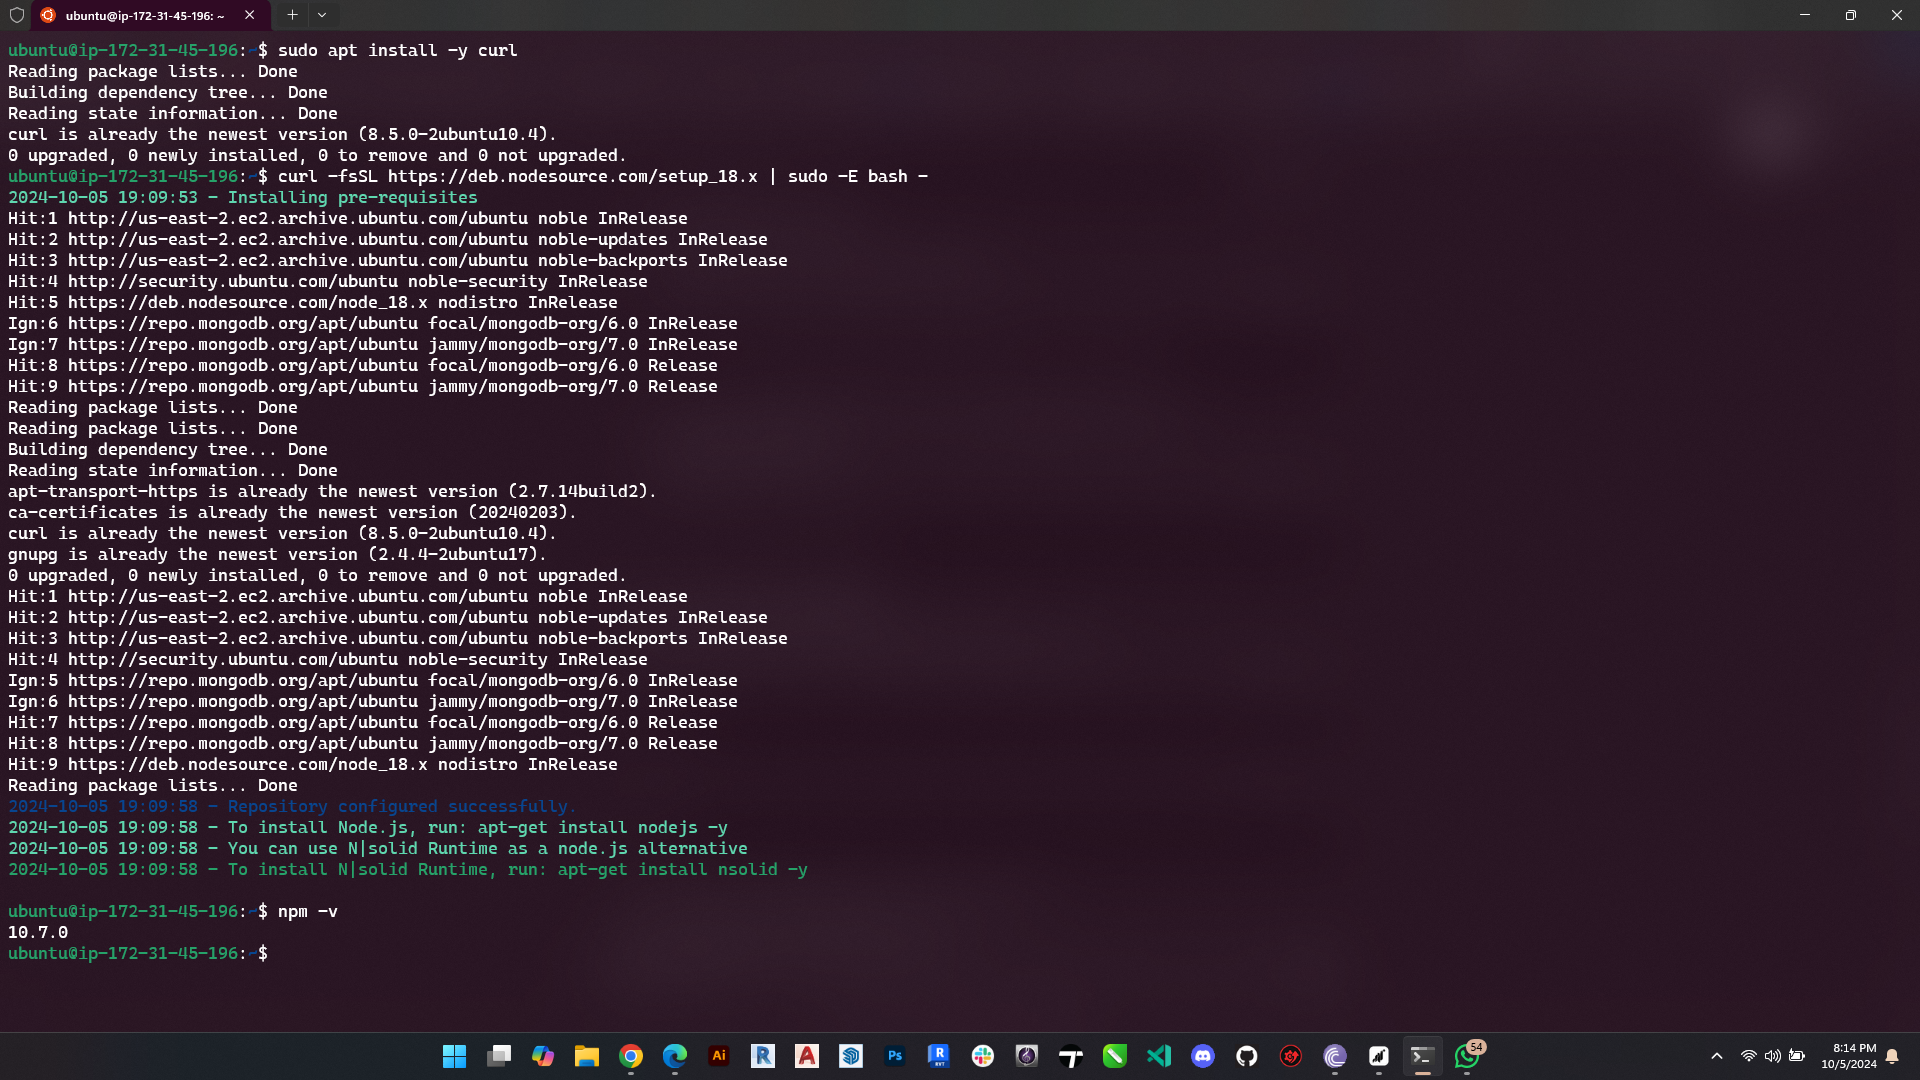 ubuntu@ip-172-31-45-196: ~
ubuntu@ip-172-31-45-196:~$ sudo apt install -y curl
Reading package lists... Done
Building dependency tree... Done
Reading state information... Done
curl is already the newest version (8.5.0-2ubuntu10.4).
0 upgraded, 0 newly installed, 0 to remove and 0 not upgraded.
ubuntu@ip-172-31-45-196:~$ curl -fsSL https://deb.nodesource.com/setup_18.x | sudo -E bash -
2024-10-05 19:09:53 - Installing pre-requisites
Hit:1 http://us-east-2.ec2.archive.ubuntu.com/ubuntu noble InRelease
Hit:2 http://us-east-2.ec2.archive.ubuntu.com/ubuntu noble-updates InRelease
Hit:3 http://us-east-2.ec2.archive.ubuntu.com/ubuntu noble-backports InRelease
Hit:4 http://security.ubuntu.com/ubuntu noble-security InRelease
Hit:5 https://deb.nodesource.com/node_18.x nodistro InRelease
Ign:6 https://repo.mongodb.org/apt/ubuntu focal/mongodb-org/6.0 InRelease
Ign:7 https://repo.mongodb.org/apt/ubuntu jammy/mongodb-org/7.0 InRelease
Hit:8 https://repo.mongodb.org/apt/ubuntu focal/mongodb-org/6.0 Release
Hit:9 https://repo.mongodb.org/apt/ubuntu jammy/mongodb-org/7.0 Release
Reading package lists... Done
Reading package lists... Done
Building dependency tree... Done
Reading state information... Done
apt-transport-https is already the newest version (2.7.14build2).
ca-certificates is already the newest version (20240203).
curl is already the newest version (8.5.0-2ubuntu10.4).
gnupg is already the newest version (2.4.4-2ubuntu17).
0 upgraded, 0 newly installed, 0 to remove and 0 not upgraded.
Hit:1 http://us-east-2.ec2.archive.ubuntu.com/ubuntu noble InRelease
Hit:2 http://us-east-2.ec2.archive.ubuntu.com/ubuntu noble-updates InRelease
Hit:3 http://us-east-2.ec2.archive.ubuntu.com/ubuntu noble-backports InRelease
Hit:4 http://security.ubuntu.com/ubuntu noble-security InRelease
Ign:5 https://repo.mongodb.org/apt/ubuntu focal/mongodb-org/6.0 InRelease
Ign:6 https://repo.mongodb.org/apt/ubuntu jammy/mongodb-org/7.0 InRelease
Hit:7 https://repo.mongodb.org/apt/ubuntu focal/mongodb-org/6.0 Release
Hit:8 https://repo.mongodb.org/apt/ubuntu jammy/mongodb-org/7.0 Release
Hit:9 https://deb.nodesource.com/node_18.x nodistro InRelease
Reading package lists... Done
2024-10-05 19:09:58 - Repository configured successfully.
2024-10-05 19:09:58 - To install Node.js, run: apt-get install nodejs -y
2024-10-05 19:09:58 - You can use N|solid Runtime as a node.js alternative
2024-10-05 19:09:58 - To install N|solid Runtime, run: apt-get install nsolid -y
ubuntu@ip-172-31-45-196:~$ npm -v
10.7.0
ubuntu@ip-172-31-45-196:~$
Ai
R
A
Ps
R
RVT
54
8:14 PM
10/5/2024